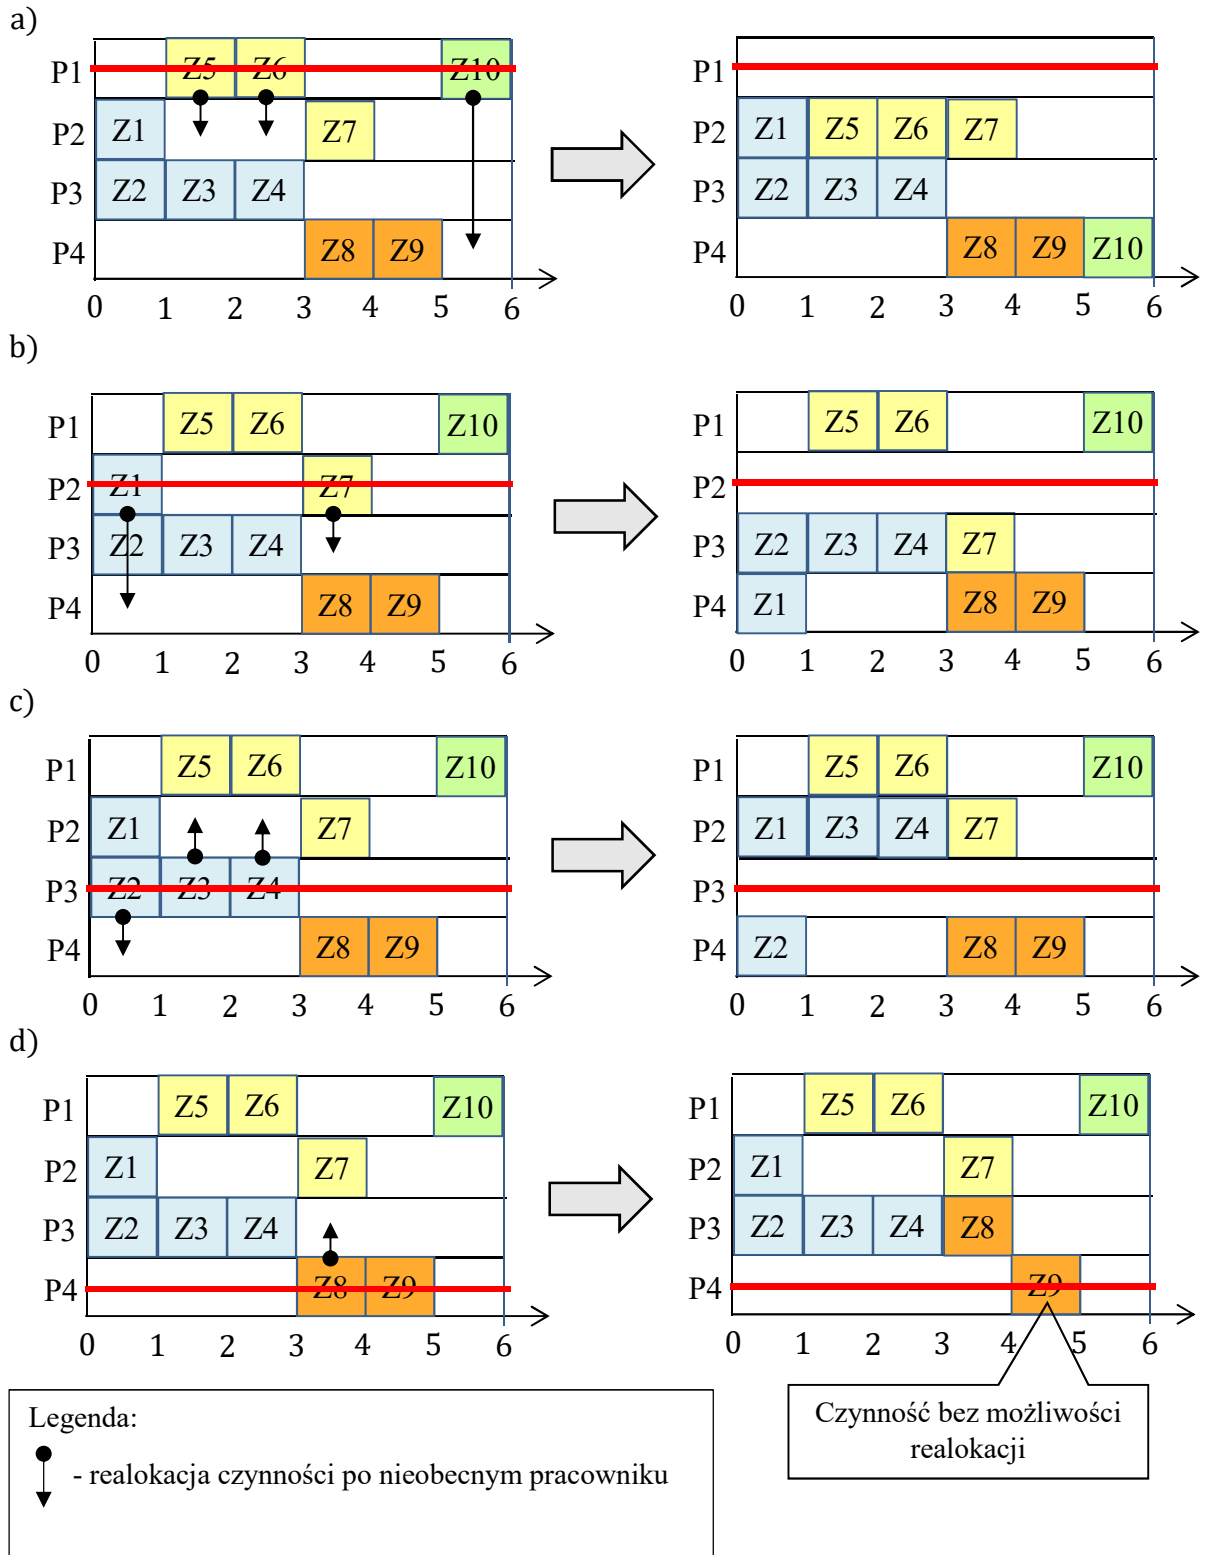 a)
P1 Z5 Z6 Z10
P2 Z1 Z7
P3 Z2 Z3 Z4
P4 Z8 Z9
0 1 2 3 4 5 6
P1
P2 Z1 Z5 Z6 Z7
P3 Z2 Z3 Z4
P4 Z8 Z9 Z10
0 1 2 3 4 5 6
b)
P1 Z5 Z6 Z10
P2 Z1 Z7
P3 Z2 Z3 Z4
P4 Z8 Z9
0 1 2 3 4 5 6
P1 Z5 Z6 Z10
P2
P3 Z2 Z3 Z4 Z7
P4 Z1 Z8 Z9
0 1 2 3 4 5 6
c)
P1 Z5 Z6 Z10
P2 Z1 Z7
P3 Z2 Z3 Z4
P4 Z8 Z9
0 1 2 3 4 5 6
P1 Z5 Z6 Z10
P2 Z1 Z3 Z4 Z7
P3
P4 Z2 Z8 Z9
0 1 2 3 4 5 6
d)
P1 Z5 Z6 Z10
P2 Z1 Z7
P3 Z2 Z3 Z4
P4 Z8 Z9
0 1 2 3 4 5 6
P1 Z5 Z6 Z10
P2 Z1 Z7
P3 Z2 Z3 Z4 Z8
P4 Z9
0 1 2 3 4 5 6
Czynność bez możliwości
realokacji
Legenda:
- realokacja czynności po nieobecnym pracowniku